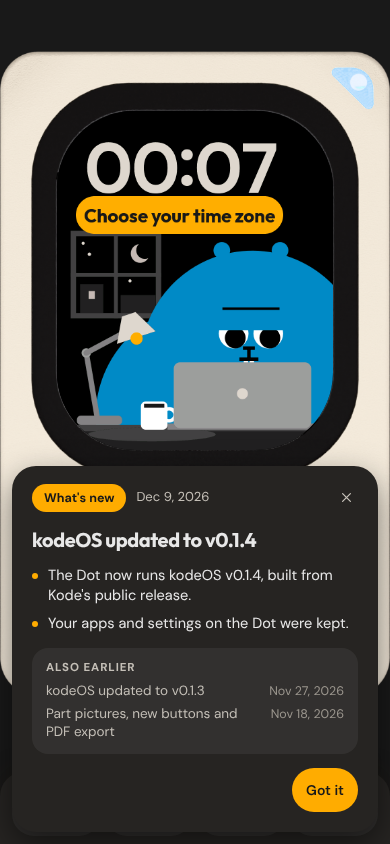 00:07
Choose your time zone
What's new
Dec 9, 2026
kodeOS updated to v0.1.4
The Dot now runs kodeOS v0.1.4, built from
Kode's public release.
Your apps and settings on the Dot were kept.
ALSO EARLIER
kodeOS updated to v0.1.3
Nov 27, 2026
Part pictures, new buttons and
Nov 18, 2026
PDF export
Got it